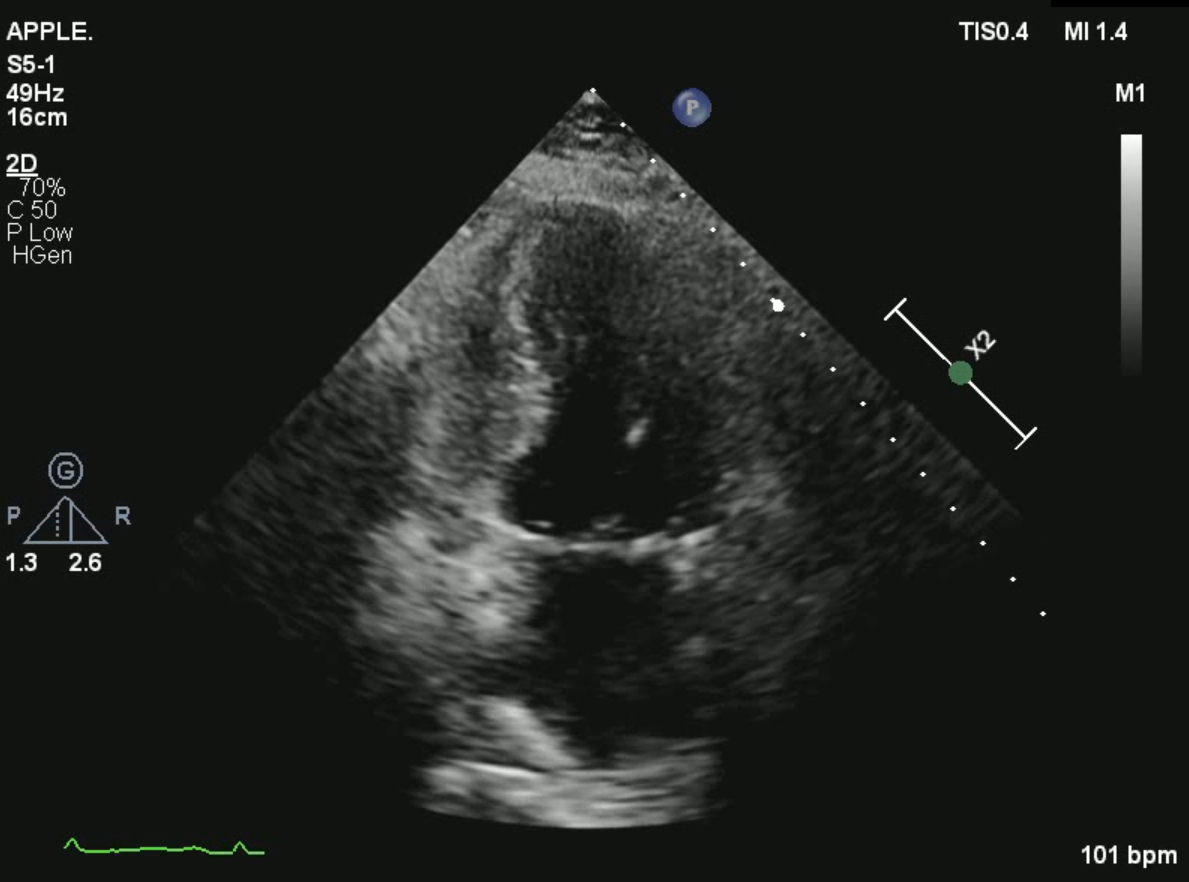 APPLE.
TIS0.4 MI 1.4
S5-1
49Hz
16cm
M1
P
2D
70%
C 50
P Low
HGen
X2
G
P R
1.3 2.6
101 bpm